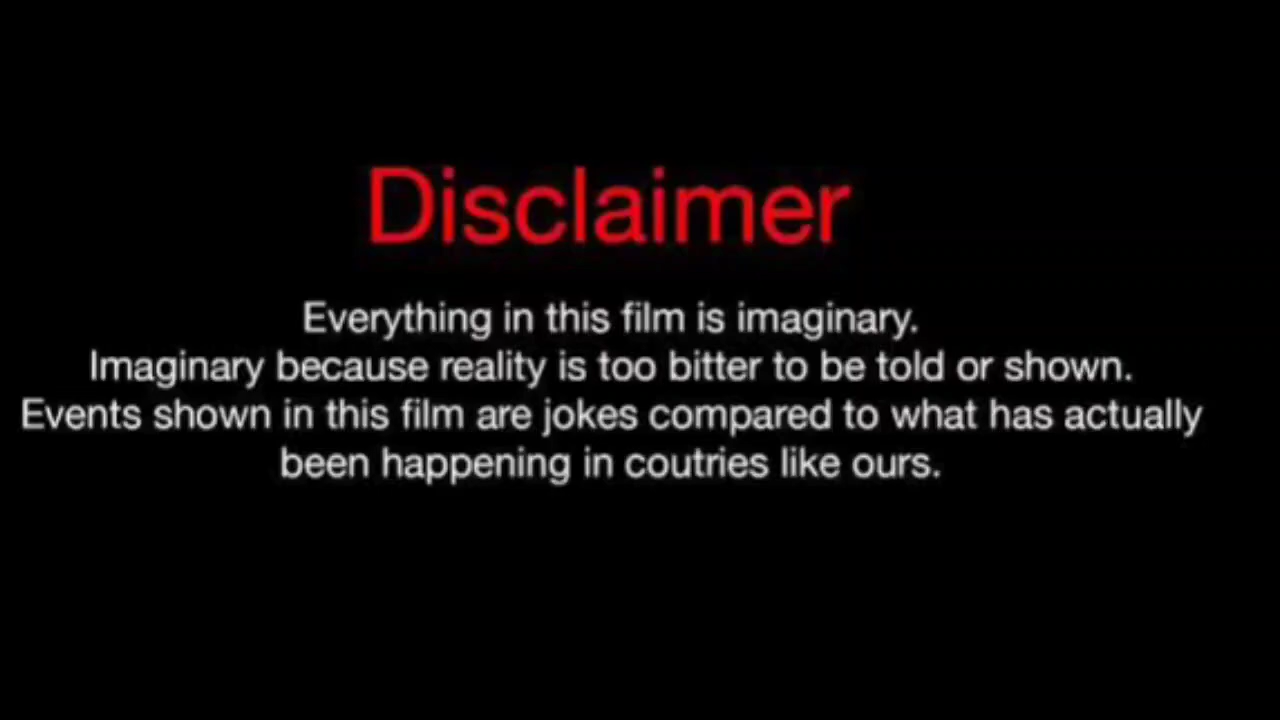 Disclaimer
Everything in this film is imaginary.
Imaginary because reality is too bitter to be told or shown.
Events shown in this film are jokes compared to what has actually
been happening in coutries like ours.